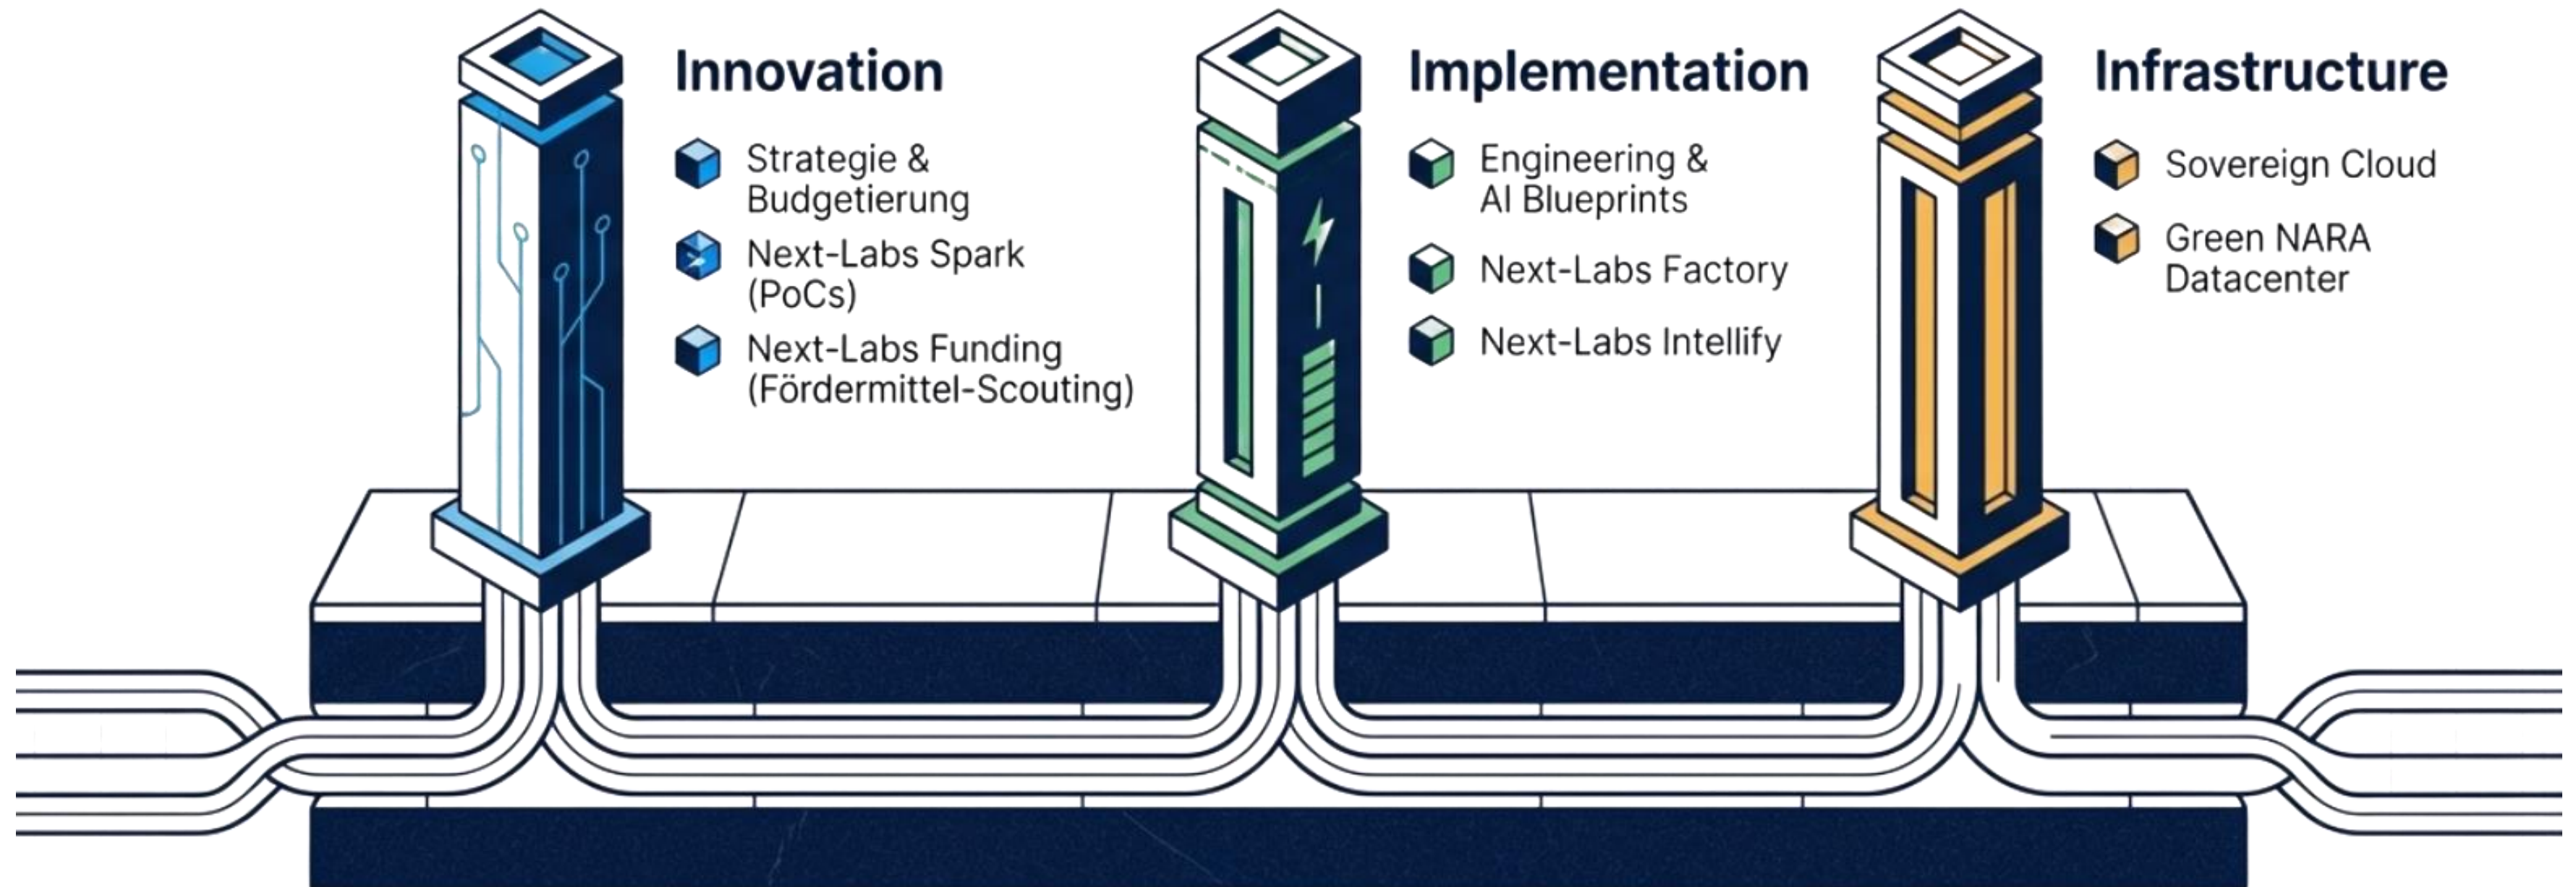 Innovation
Strategie &
Budgetierung
Next-Labs Spark
(PoCs)
Next-Labs Funding
(Fördermittel-Scouting)
Implementation
Engineering &
AI Blueprints
Next-Labs Factory
Next-Labs Intellify
Infrastructure
Sovereign Cloud
Green NARA
Datacenter